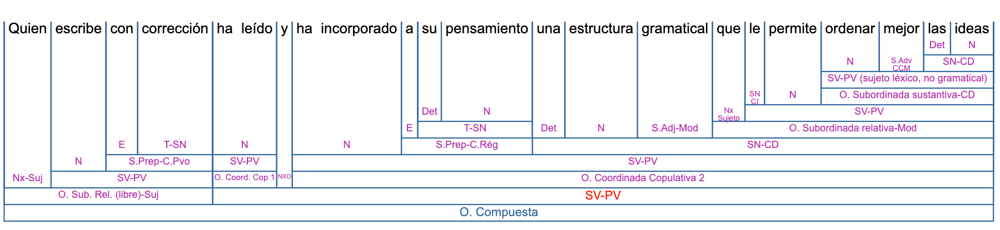 Quien escribe con corrección ha leído y ha incorporado a su pensamiento una estructura gramatical que le permite ordenar mejor las ideas
Det N
N S.Adv CCM SN-CD
SV-PV (sujeto léxico, no gramatical)
SN CI N O. Subordinada sustantiva-CD
Det N Nx Sujeto SV-PV
E T-SN Det N S.Adj-Mod O. Subordinada relativa-Mod
E T-SN N N S.Prep-C.Rég SN-CD
N S.Prep-C.Pvo SV-PV SV-PV
Nx-Suj SV-PV O. Coord. Cop 1 NXO O. Coordinada Copulativa 2
O. Sub. Rel. (libre)-Suj SV-PV
O. Compuesta